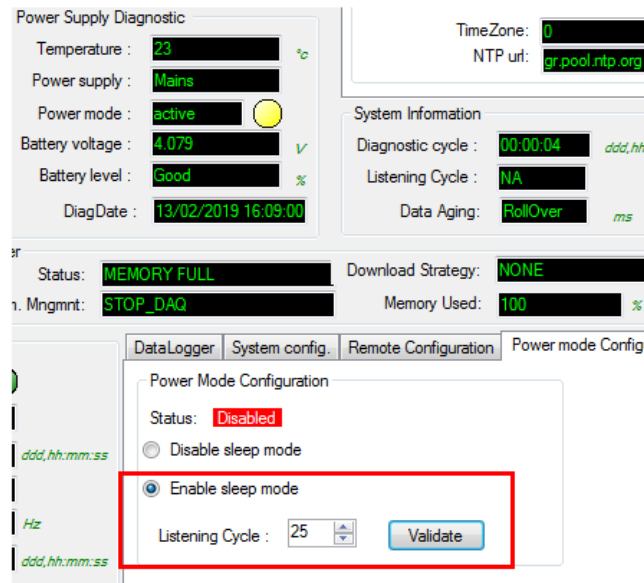 Power Supply Diagnostic
Temperature : 23 °c
Power supply : Mains
Power mode : active
Battery voltage : 4.079 V
Battery level : Good %
DiagDate : 13/02/2019 16:09:00
TimeZone: 0
NTP url: gr.pool.ntp.org
System Information
Diagnostic cycle : 00:00:04 ddd,hh
Listening Cycle : NA
Data Aging: RollOver ms
er
Status: MEMORY FULL
n. Mngmnt: STOP_DAQ
Download Strategy: NONE
Memory Used: 100 %
DataLogger System config. Remote Configuration Power mode Config
Power Mode Configuration
Status: Disabled
Disable sleep mode
Enable sleep mode
Listening Cycle : 25 Validate
ddd,hh:mm:ss
Hz
ddd,hh:mm:ss